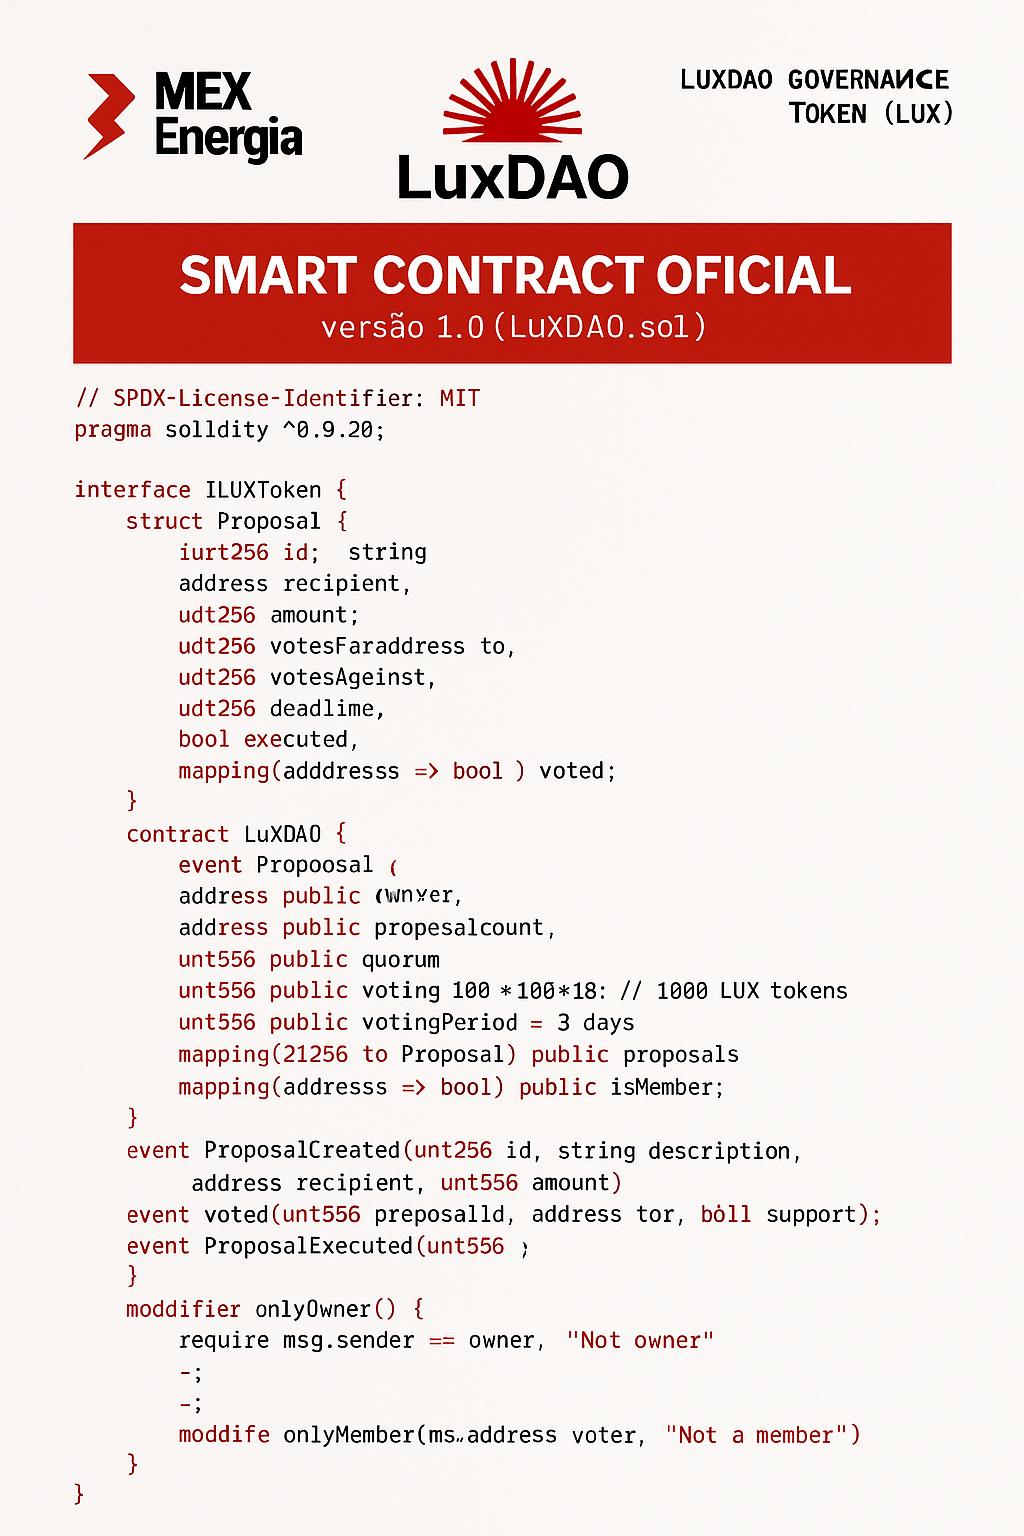 MEX
Energia
LuxDAO
LUXDAO GOVERNANCE
TOKEN (LUX)
SMART CONTRACT OFICIAL
versão 1.0 (LuXDAO.sol)
// SPDX-License-Identifier: MIT
pragma solldity ^0.9.20;
interface ILUXToken {
struct Proposal {
iurt256 id;  string
address recipient,
udt256 amount;
udt256 votesFaraddress to,
udt256 votesAgeinst,
udt256 deadlime,
bool executed,
mapping(adddresss => bool ) voted;
}
contract LuXDAO {
event Propoosal (
address public
address public propesalcount,
unt556 public quorum
unt556 public voting 100 *100*18: // 1000 LUX tokens
unt556 public votingPeriod = 3 days
mapping(21256 to Proposal) public proposals
mapping(addresss => bool) public isMember;
}
event ProposalCreated(unt256 id, string description,
address recipient, unt556 amount)
event voted(unt556 preposalld, address tor, bȯll support);
event ProposalExecuted(unt556 ;
}
moddifier onlyOwner() {
require msg.sender == owner, "Not owner"
-;
-;
moddife onlyMember(ms..address voter, "Not a member")
}
}